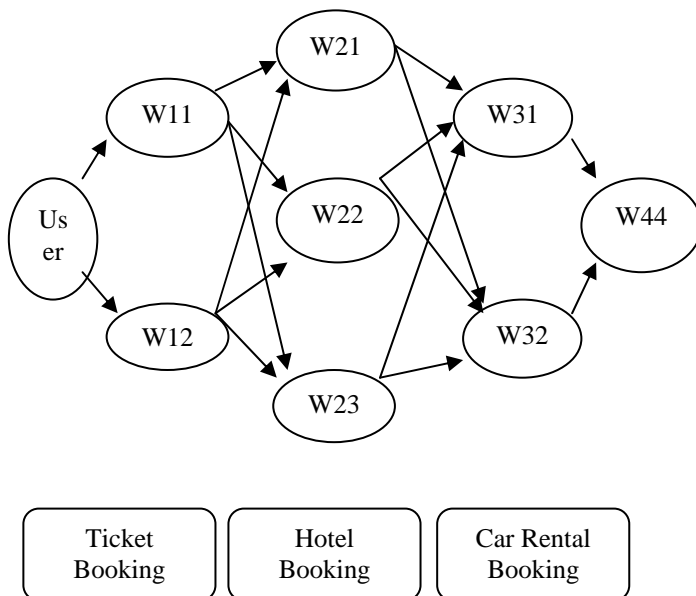 W21
W11
W31
W22
Us
er
W44
W12
W32
W23
Ticket
Booking
Hotel
Booking
Car Rental
Booking